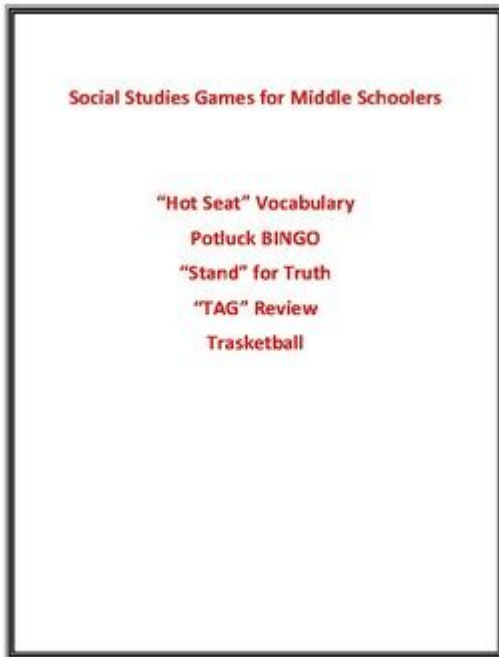 Social Studies Games for Middle Schoolers
“Hot Seat” Vocabulary
Potluck BINGO
“Stand” for Truth
“TAG” Review
Trasketball